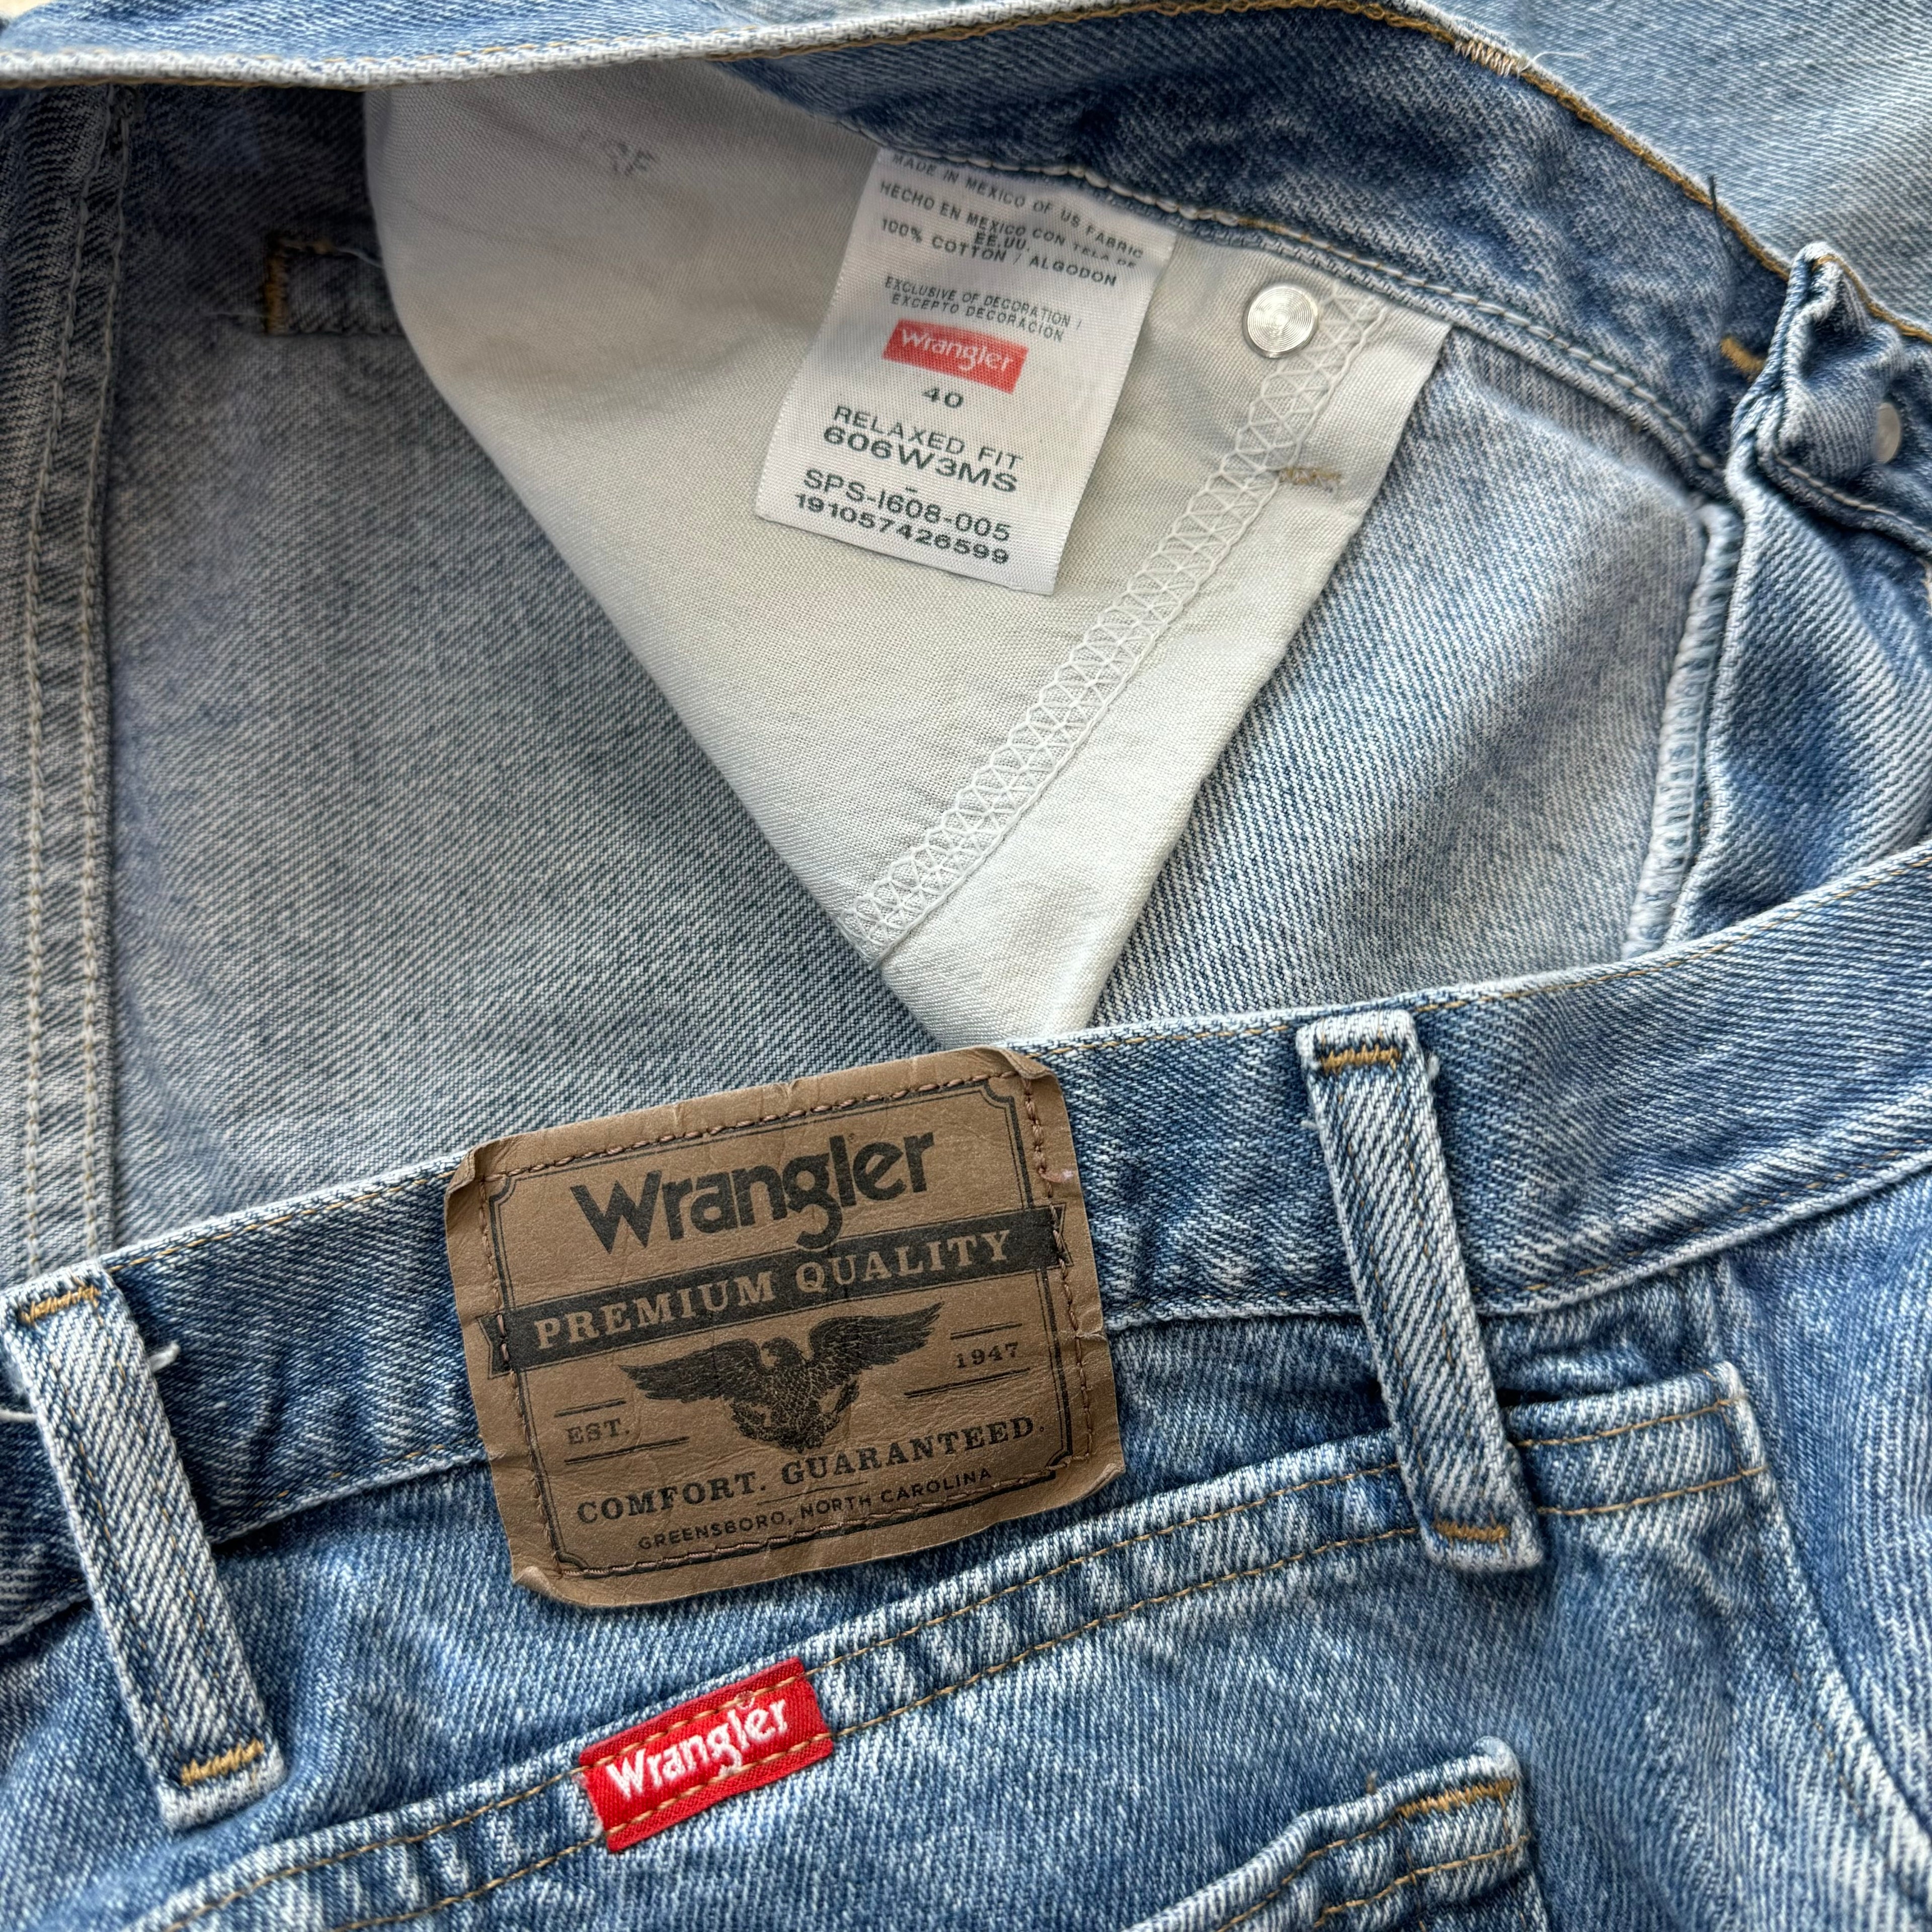 MADE IN MEXICO OF US FABRIC
HECHO EN MEXICO CON TELA DE
EE.UU.
100% COTTON / ALGODON
EXCLUSIVE OF DECORATION /
EXCEPTO DECORACION
Wrangler
40
RELAXED FIT
606W3MS
SPS-1608-005
191057426599
Wrangler
PREMIUM QUALITY
EST. 1947
COMFORT. GUARANTEED.
GREENSBORO, NORTH CAROLINA
Wrangler